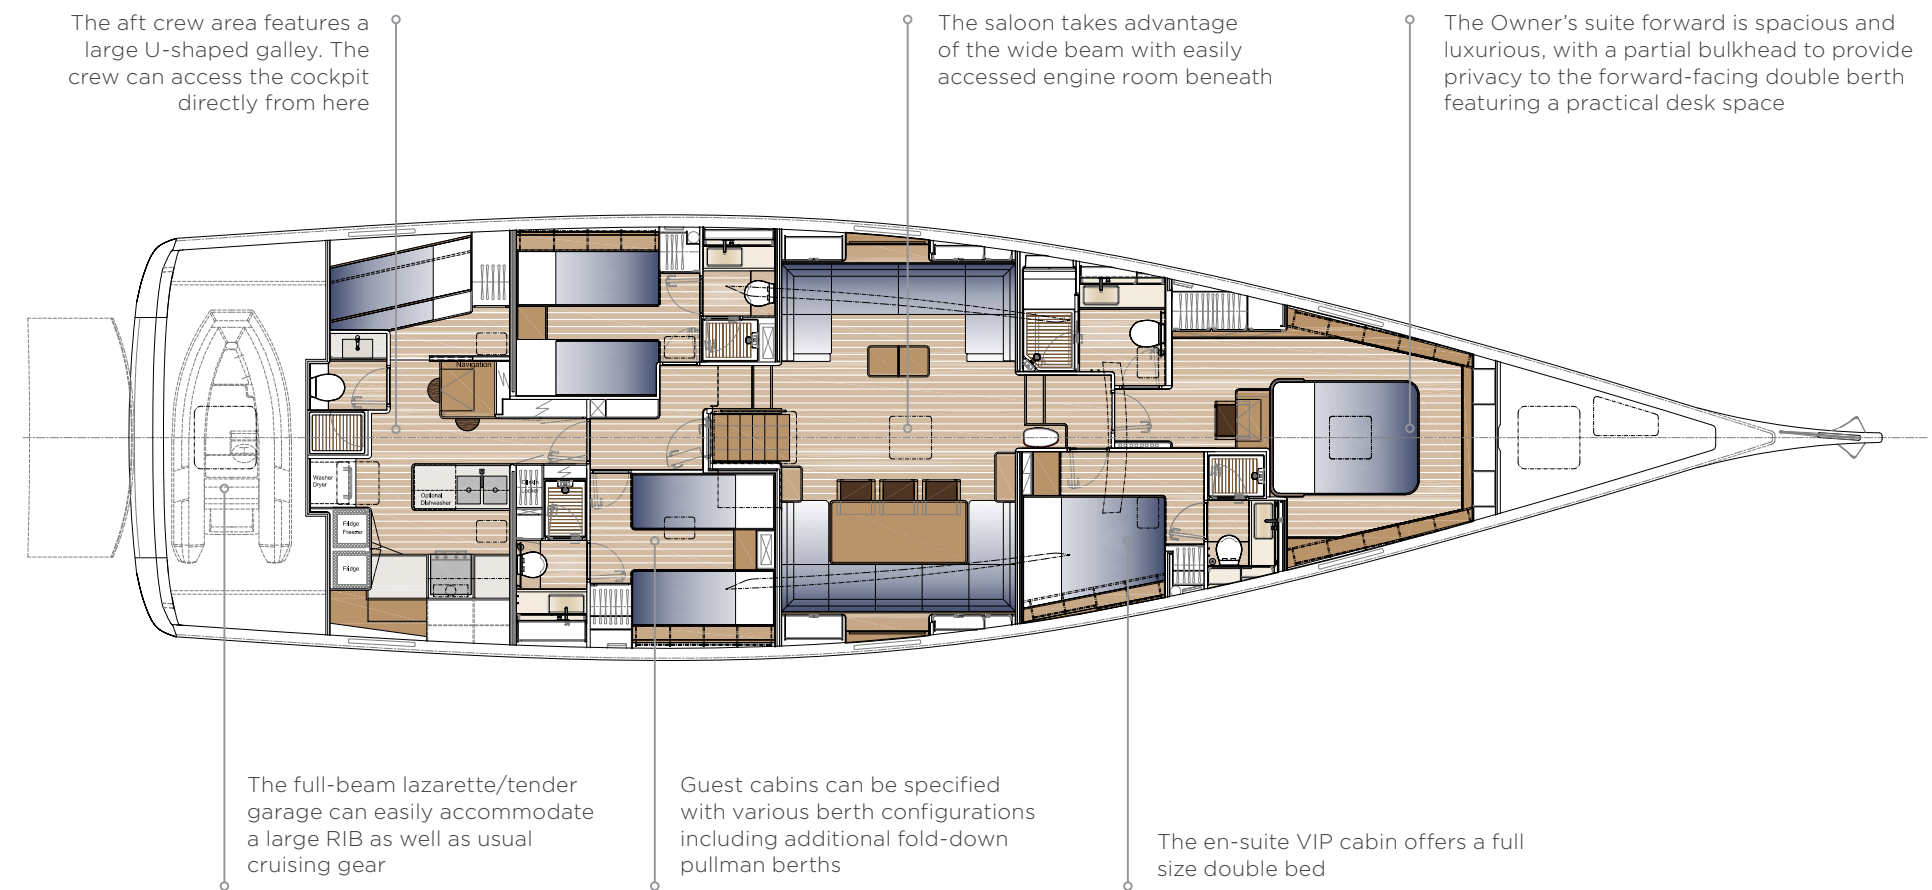 The aft crew area features a
large U-shaped galley. The
crew can access the cockpit
directly from here
The saloon takes advantage
of the wide beam with easily
accessed engine room beneath
The Owner's suite forward is spacious and
luxurious, with a partial bulkhead to provide
privacy to the forward-facing double berth
featuring a practical desk space
Navigation
Washer
Dryer
Optional
Dishwasher
Locker
Fridge
Freezer
Fridge
The full-beam lazarette/tender
garage can easily accommodate
a large RIB as well as usual
cruising gear
Guest cabins can be specified
with various berth configurations
including additional fold-down
pullman berths
The en-suite VIP cabin offers a full
size double bed